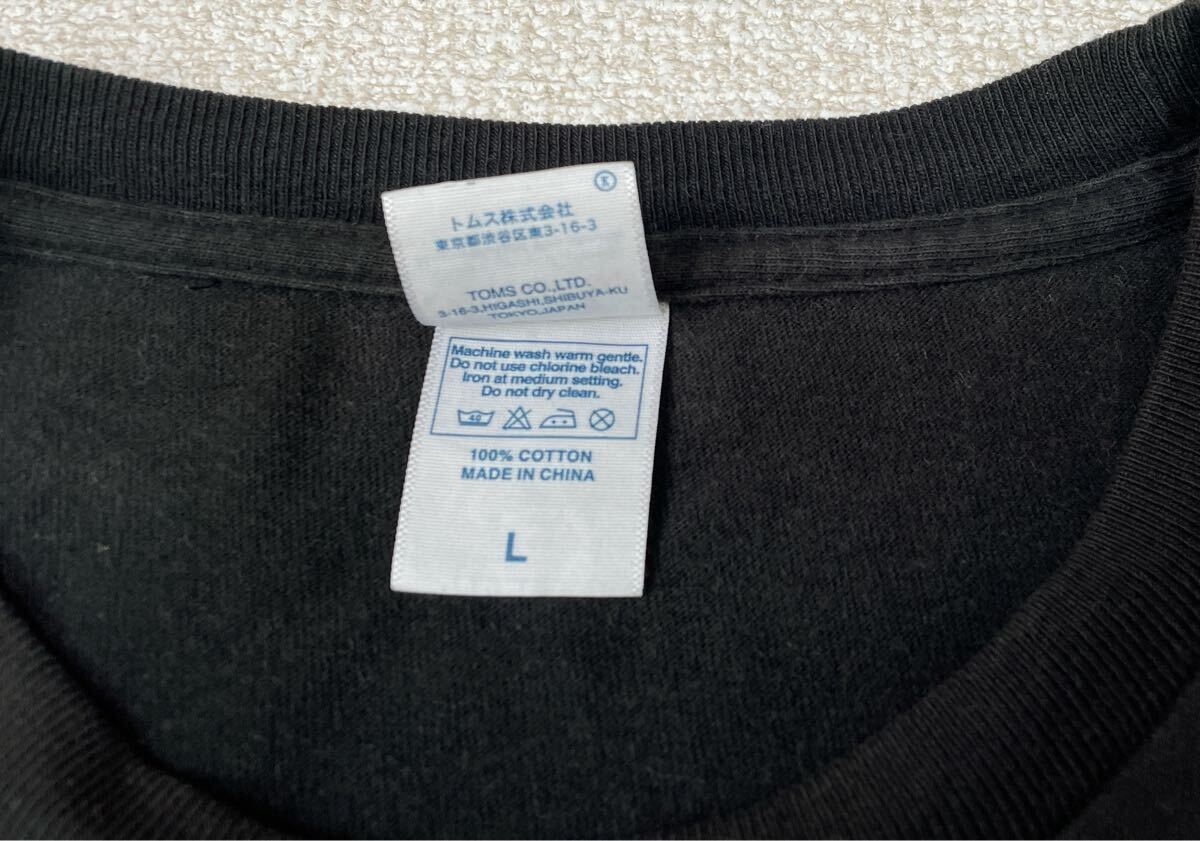 K
トムス株式会社
東京都渋谷区東3-16-3
TOMS CO.,LTD.
3-16-3,HIGASHI,SHIBUYA-KU
TOKYO,JAPAN
Machine wash warm gentle.
Do not use chlorine bleach.
Iron at medium setting.
Do not dry clean.
40
100% COTTON
MADE IN CHINA
L